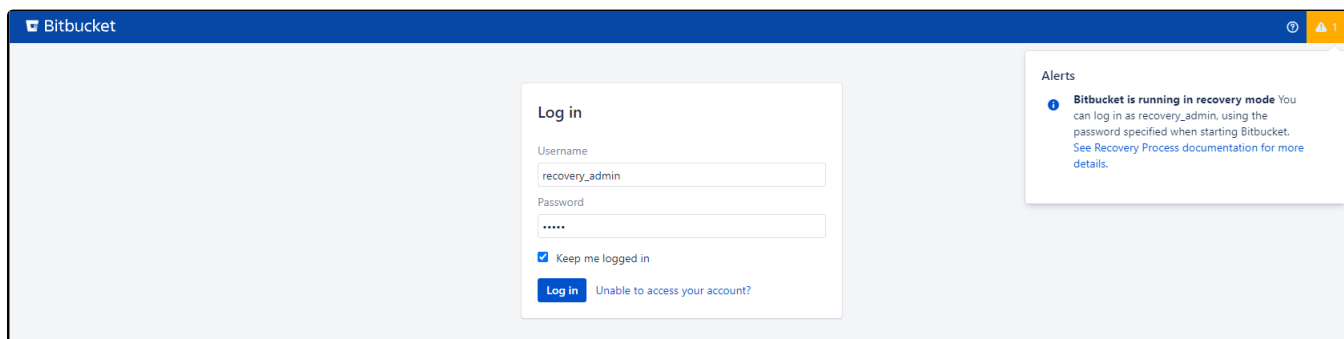 Bitbucket
1
Alerts
Bitbucket is running in recovery mode You
can log in as recovery_admin, using the
password specified when starting Bitbucket.
See Recovery Process documentation for more
details.
Log in
Username
recovery_admin
Password
•••••
Keep me logged in
Log in Unable to access your account?